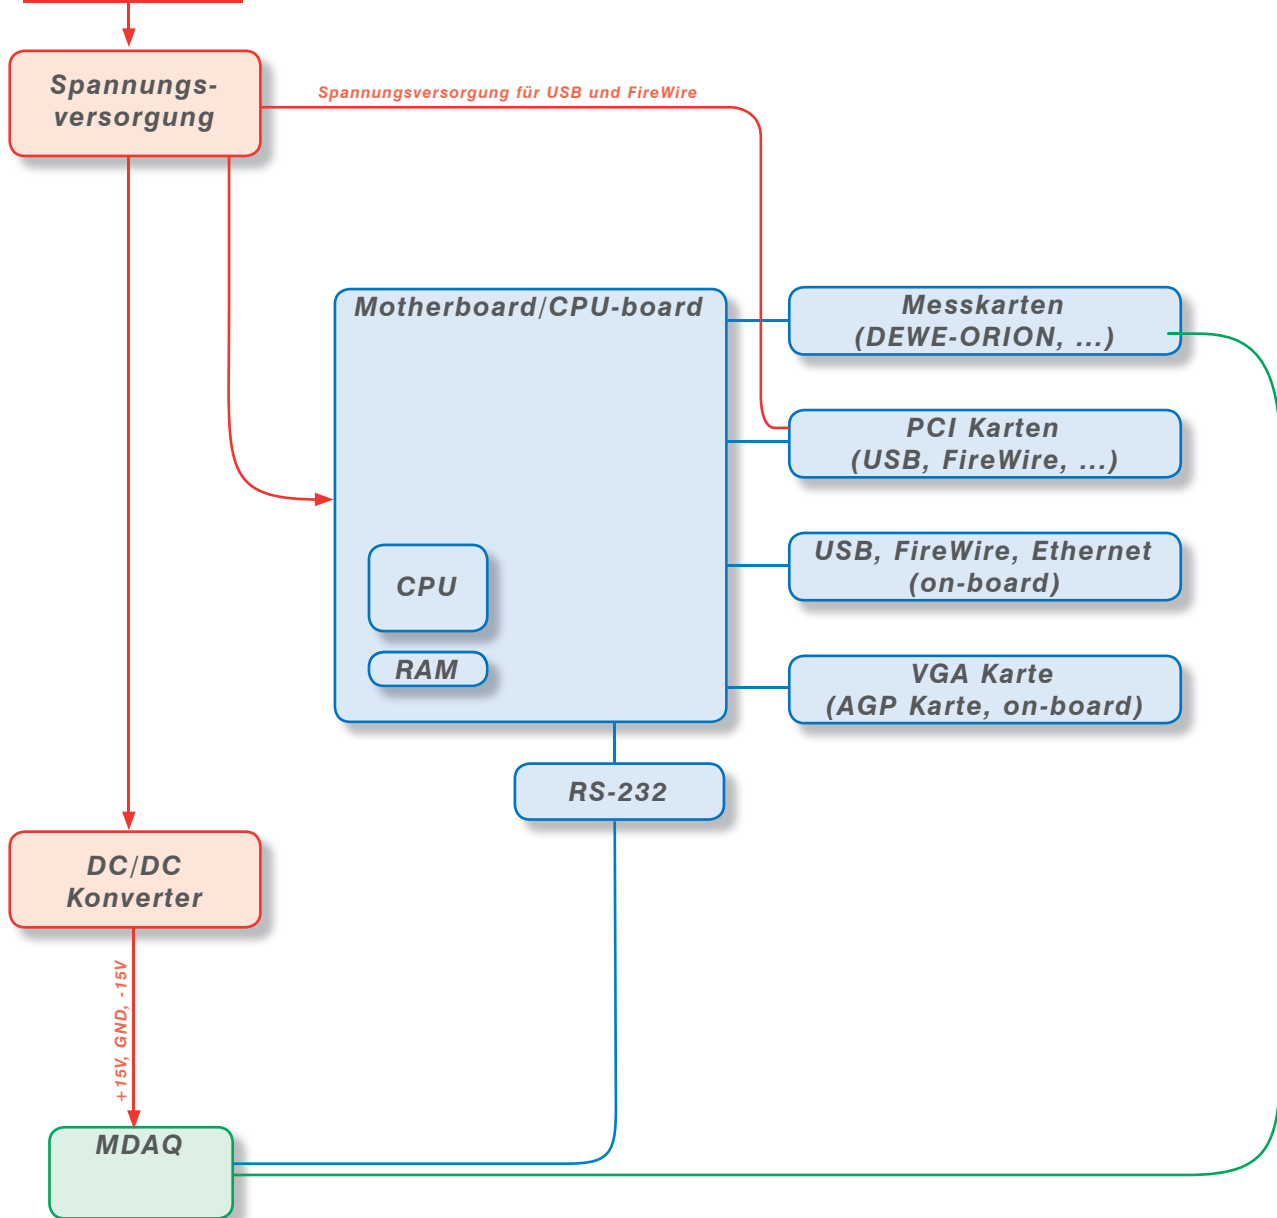 Spannungs-
versorgung
Spannungsversorgung für USB und FireWire
Motherboard/CPU-board
Messkarten
(DEWE-ORION, ...)
PCI Karten
(USB, FireWire, ...)
USB, FireWire, Ethernet
(on-board)
CPU
RAM
VGA Karte
(AGP Karte, on-board)
RS-232
DC/DC
Konverter
+15V, GND, -15V
MDAQ